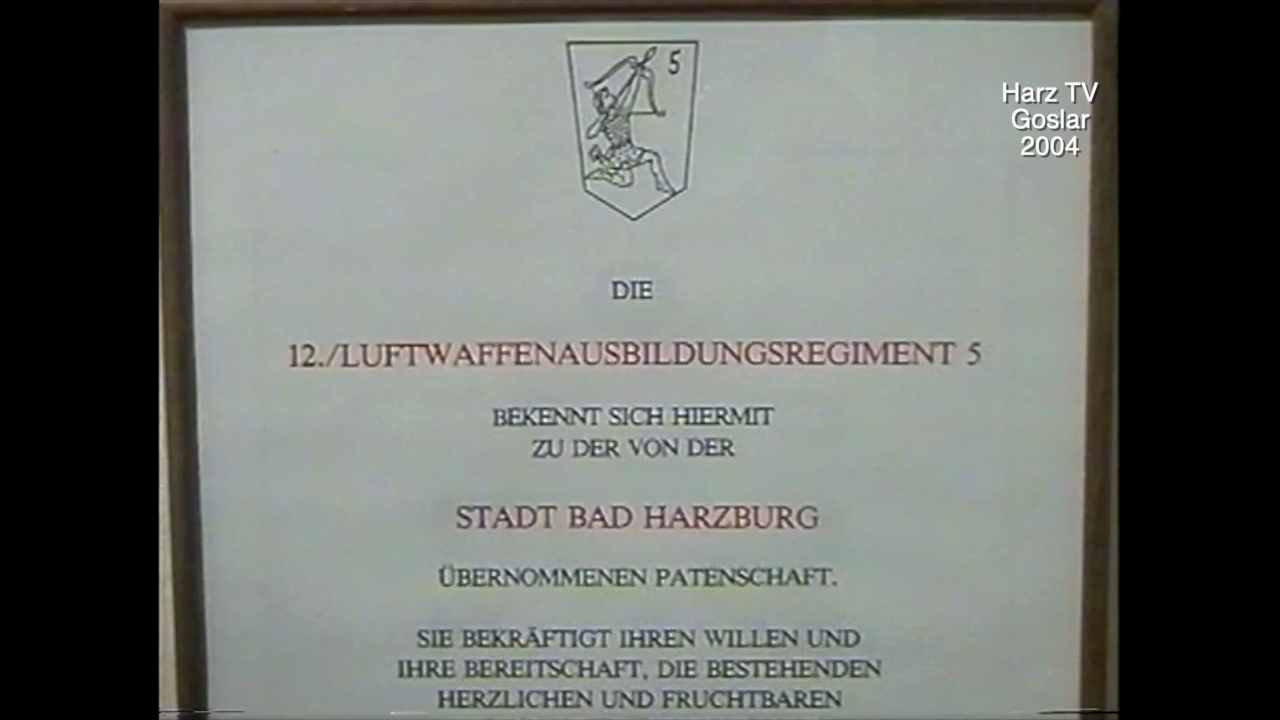 5
Harz TV
Goslar
2004
DIE
12./LUFTWAFFENAUSBILDUNGSREGIMENT 5
BEKENNT SICH HIERMIT
ZU DER VON DER
STADT BAD HARZBURG
ÜBERNOMMENEN PATENSCHAFT.
SIE BEKRÄFTIGT IHREN WILLEN UND
IHRE BEREITSCHAFT, DIE BESTEHENDEN
HERZLICHEN UND FRUCHTBAREN